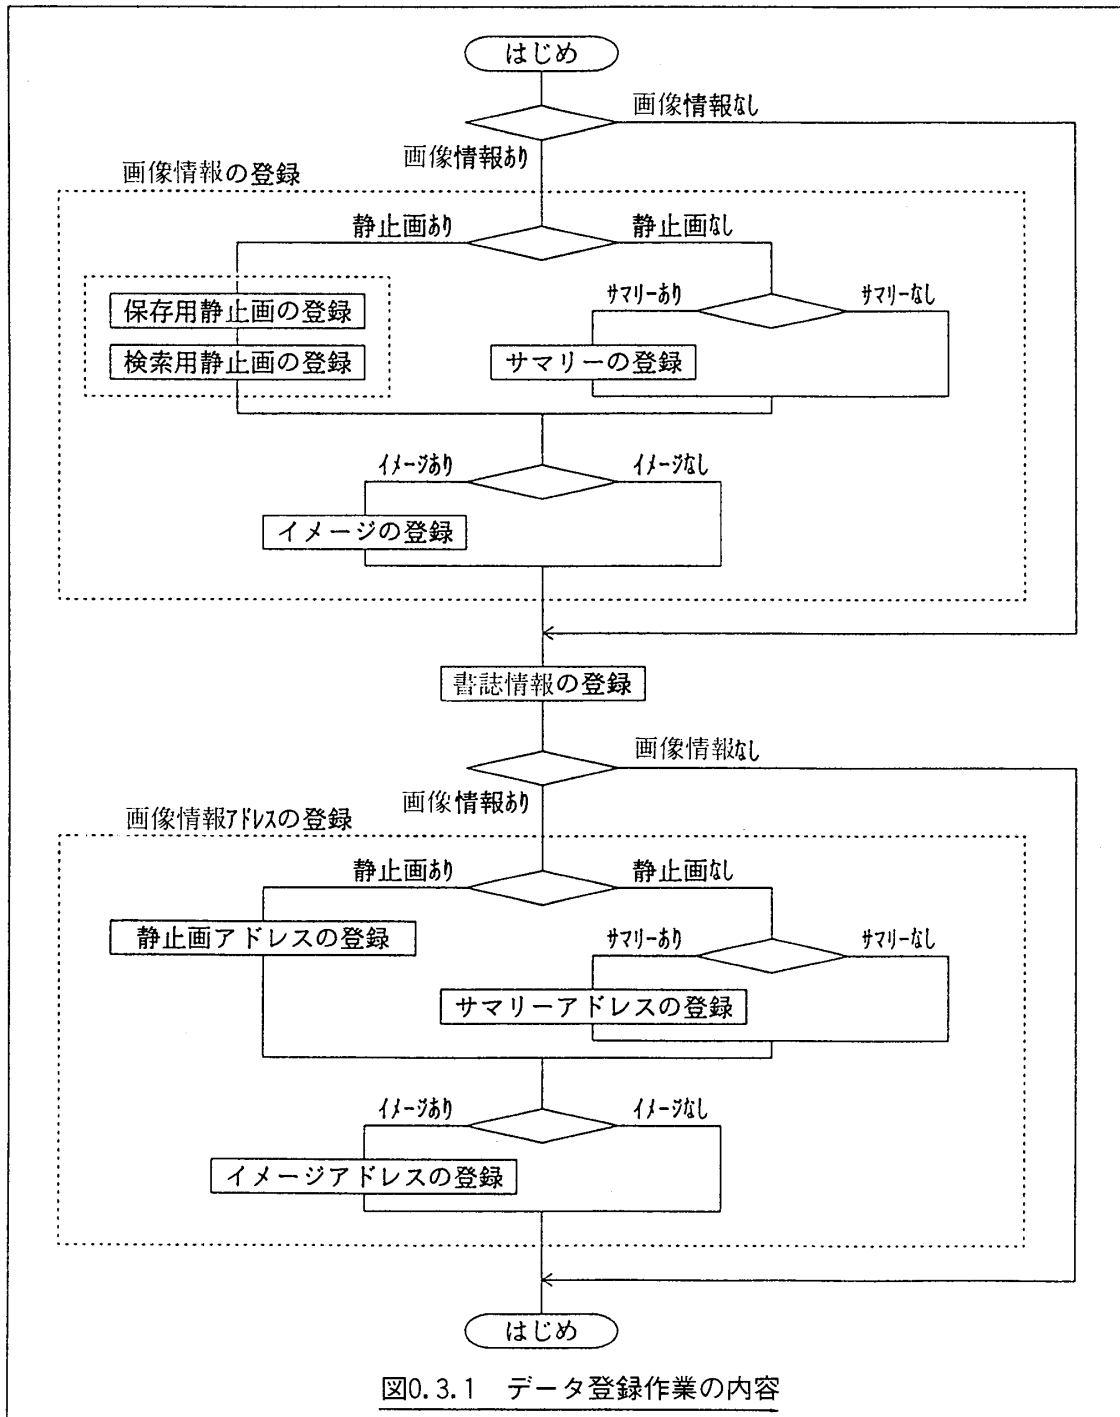 はじめ
画像情報なし
画像情報あり
画像情報の登録
静止画あり
静止画なし
保存用静止画の登録
サマリーあり
サマリーなし
検索用静止画の登録
サマリーの登録
イメージあり
イメージなし
イメージの登録
書誌情報の登録
画像情報なし
画像情報あり
画像情報アドレスの登録
静止画あり
静止画なし
静止画アドレスの登録
サマリーあり
サマリーなし
サマリーアドレスの登録
イメージあり
イメージなし
イメージアドレスの登録
はじめ
図0.3.1 データ登録作業の内容